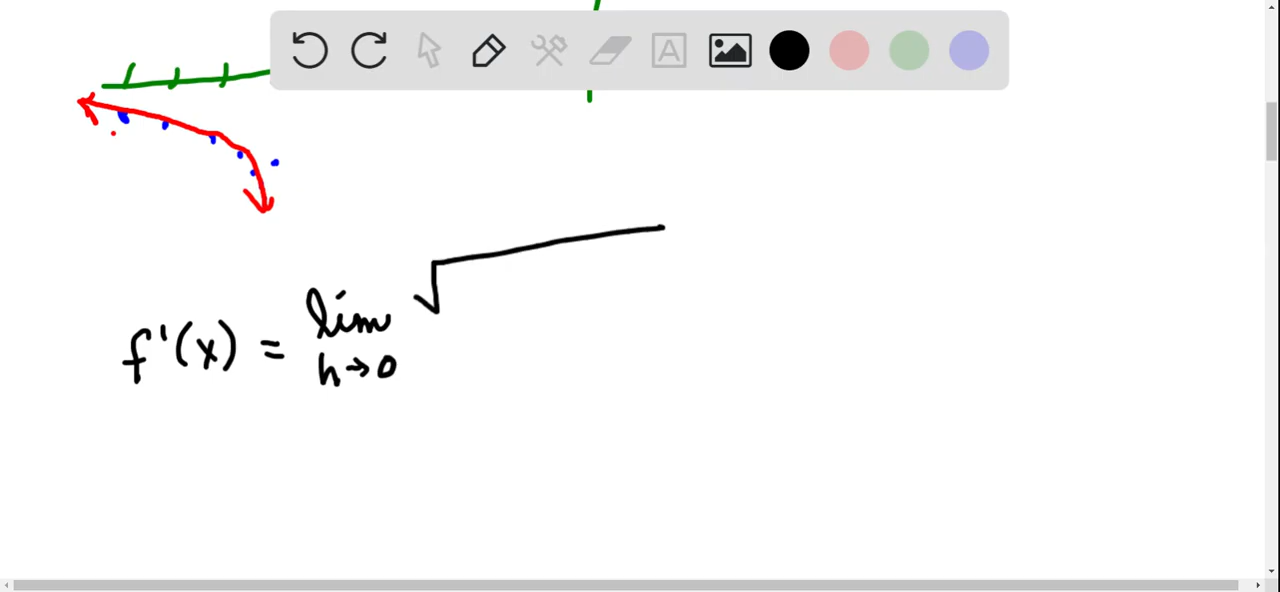 f'(x) = lim √
h→0